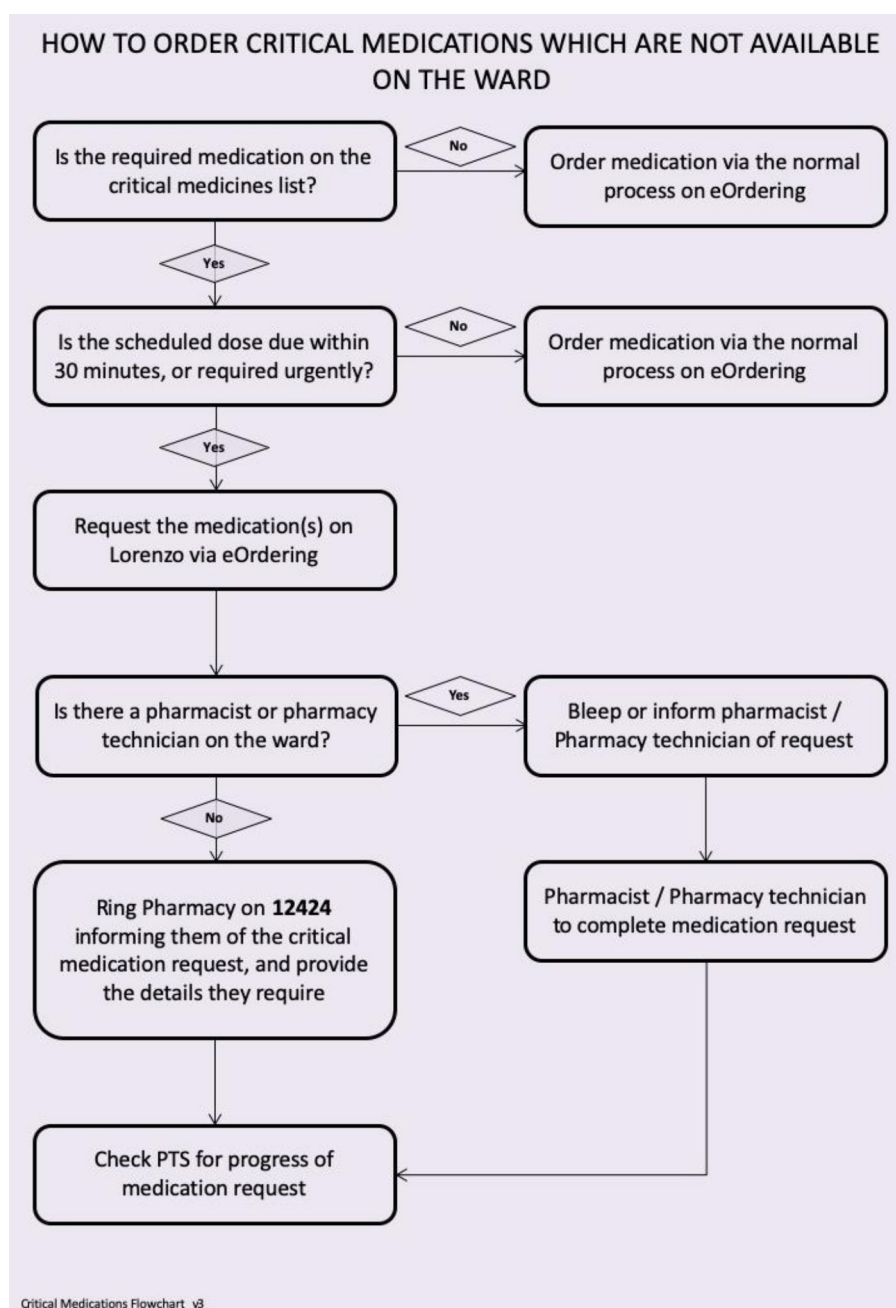 HOW TO ORDER CRITICAL MEDICATIONS WHICH ARE NOT AVAILABLE
ON THE WARD
Is the required medication on the
critical medicines list?
No
Order medication via the normal
process on eOrdering
Yes
Is the scheduled dose due within
30 minutes, or required urgently?
No
Order medication via the normal
process on eOrdering
Yes
Request the medication(s) on
Lorenzo via eOrdering
Is there a pharmacist or pharmacy
technician on the ward?
Yes
Bleep or inform pharmacist /
Pharmacy technician of request
No
Ring Pharmacy on 12424
informing them of the critical
medication request, and provide
the details they require
Pharmacist / Pharmacy technician
to complete medication request
Check PTS for progress of
medication request
Critical Medications Flowchart_v3